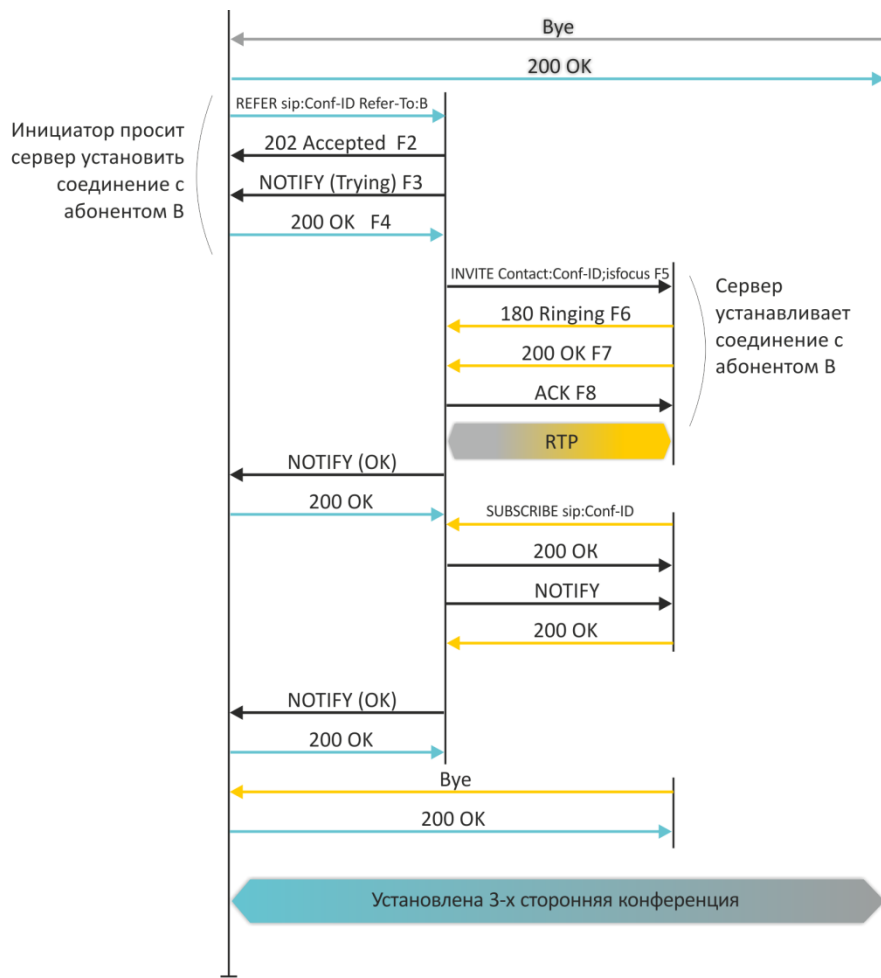 Bye
200 OK
REFER sip:Conf-ID Refer-To:B
Инициатор просит
сервер установить
соединение с
абонентом B
202 Accepted F2
NOTIFY (Trying) F3
200 OK F4
INVITE Contact:Conf-ID;isfocus F5
180 Ringing F6
200 OK F7
ACK F8
Сервер
устанавливает
соединение с
абонентом B
RTP
NOTIFY (OK)
200 OK
SUBSCRIBE sip:Conf-ID
200 OK
NOTIFY
200 OK
NOTIFY (OK)
200 OK
Bye
200 OK
Установлена 3-х сторонняя конференция